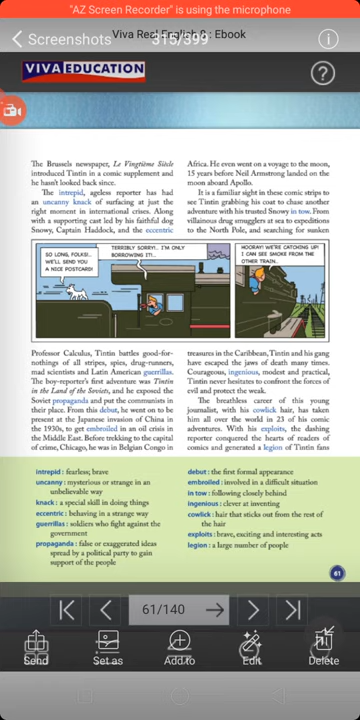 "AZ Screen Recorder" is using the microphone
Screenshots
Viva Real English 8 : Ebook
315/399
VIVA EDUCATION
The Brussels newspaper, Le Vingtième Siècle
introduced Tintin in a comic supplement and
he hasn't looked back since.
The intrepid, ageless reporter has had
an uncanny knack of surfacing at just the
right moment in international crises. Along
with a supporting cast led by his faithful dog
Snowy, Captain Haddock, and the eccentric
Africa. He even went on a voyage to the moon,
15 years before Neil Armstrong landed on the
moon aboard Apollo.
It is a familiar sight in these comic strips to
see Tintin grabbing his coat to chase another
adventure with his trusted Snowy in tow. From
villainous drug smugglers at sea to expeditions
to the North Pole, and searching for sunken
SO LONG, FOLKS!..
WE'LL SEND YOU
A NICE POSTCARD!
TERRIBLY SORRY!.. I'M ONLY
BORROWING IT!..
HOORAY! WE'RE CATCHING UP! I
I CAN SEE SMOKE FROM THE
OTHER TRAIN..
Professor Calculus, Tintin battles good-for-
nothings of all stripes, spies, drug-runners,
mad scientists and Latin American guerrillas.
The boy-reporter's first adventure was Tintin
in the Land of the Soviets, and he exposed the
Soviet propaganda and put the communists in
their place. From this debut, he went on to be
present at the Japanese invasion of China in
the 1930s, to get embroiled in an oil crisis in
the Middle East. Before trekking to the capital
of crime, Chicago, he was in Belgian Congo in
treasures in the Caribbean, Tintin and his gang
have escaped the jaws of death many times.
Courageous, ingenious, modest and practical,
Tintin never hesitates to confront the forces of
evil and protect the weak.
The breathless career of this young
journalist, with his cowlick hair, has taken
him all over the world in 23 of his comic
adventures. With his exploits, the dashing
reporter conquered the hearts of readers of
comics and generated a legion of Tintin fans
intrepid : fearless; brave
uncanny : mysterious or strange in an
unbelievable way
knack : a special skill in doing things
eccentric : behaving in a strange way
guerrillas : soldiers who fight against the
government
propaganda : false or exaggerated ideas
spread by a political party to gain
support of the people
debut : the first formal appearance
embroiled : involved in a difficult situation
in tow : following closely behind
ingenious : clever at inventing
cowlick : hair that sticks out from the rest of
the hair
exploits : brave, exciting and interesting acts
legion : a large number of people
61
61/140
Send
Set as
Add to
Edit
Delete